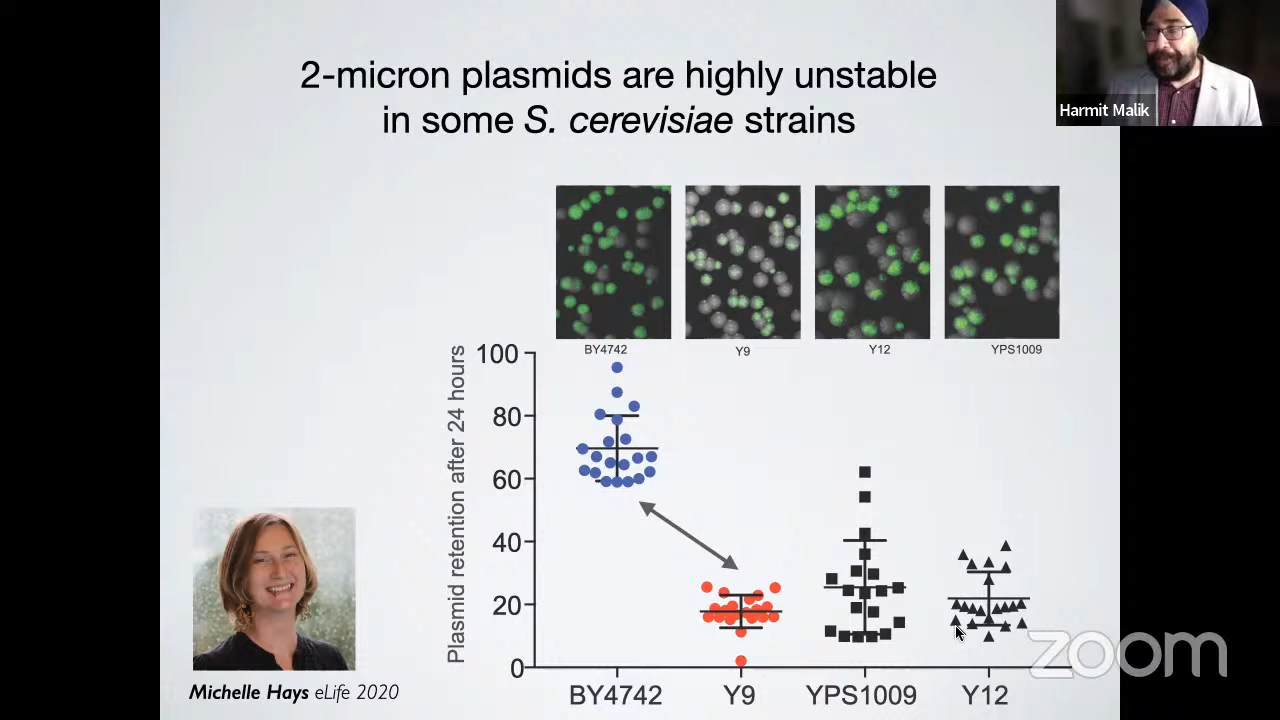 2-micron plasmids are highly unstable
in some S. cerevisiae strains
Harmit Malik
BY4742
Y9
Y12
YPS1009
Plasmid retention after 24 hours
100
80
60
40
20
0
BY4742
Y9
YPS1009
Y12
Michelle Hays eLife 2020
zoom